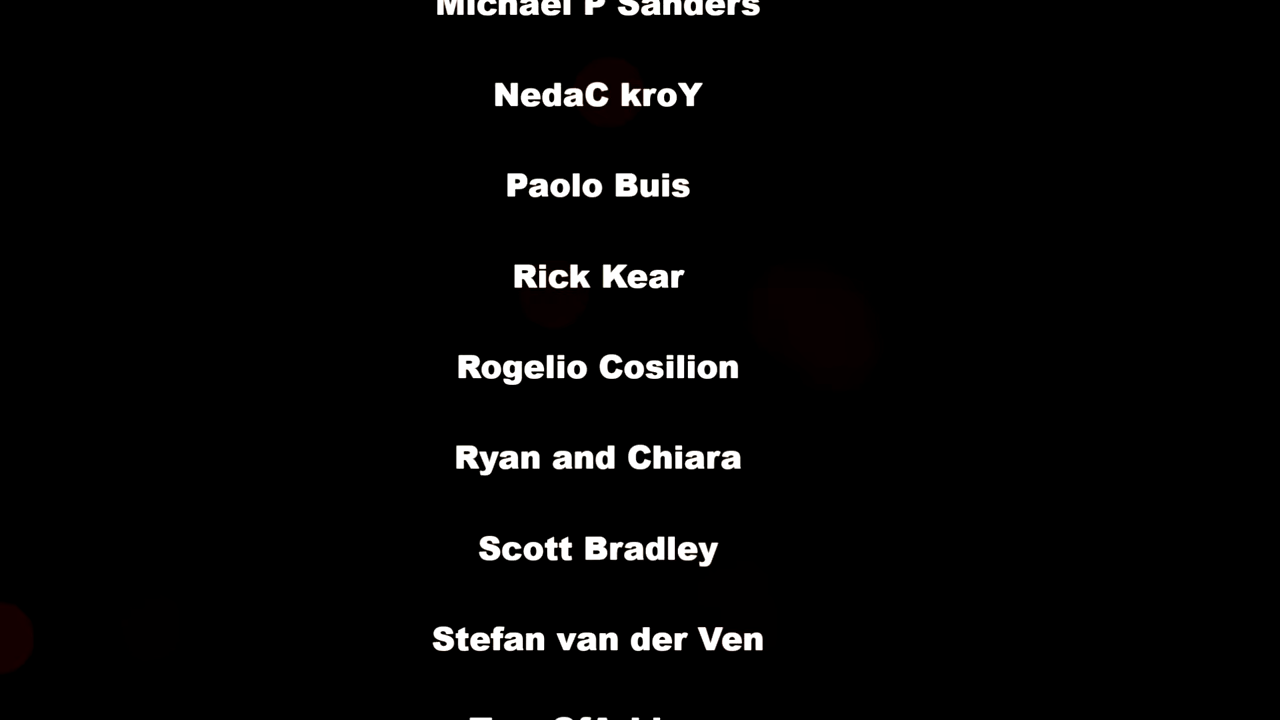 Michael P Sanders
NedaC kroY
Paolo Buis
Rick Kear
Rogelio Cosilion
Ryan and Chiara
Scott Bradley
Stefan van der Ven